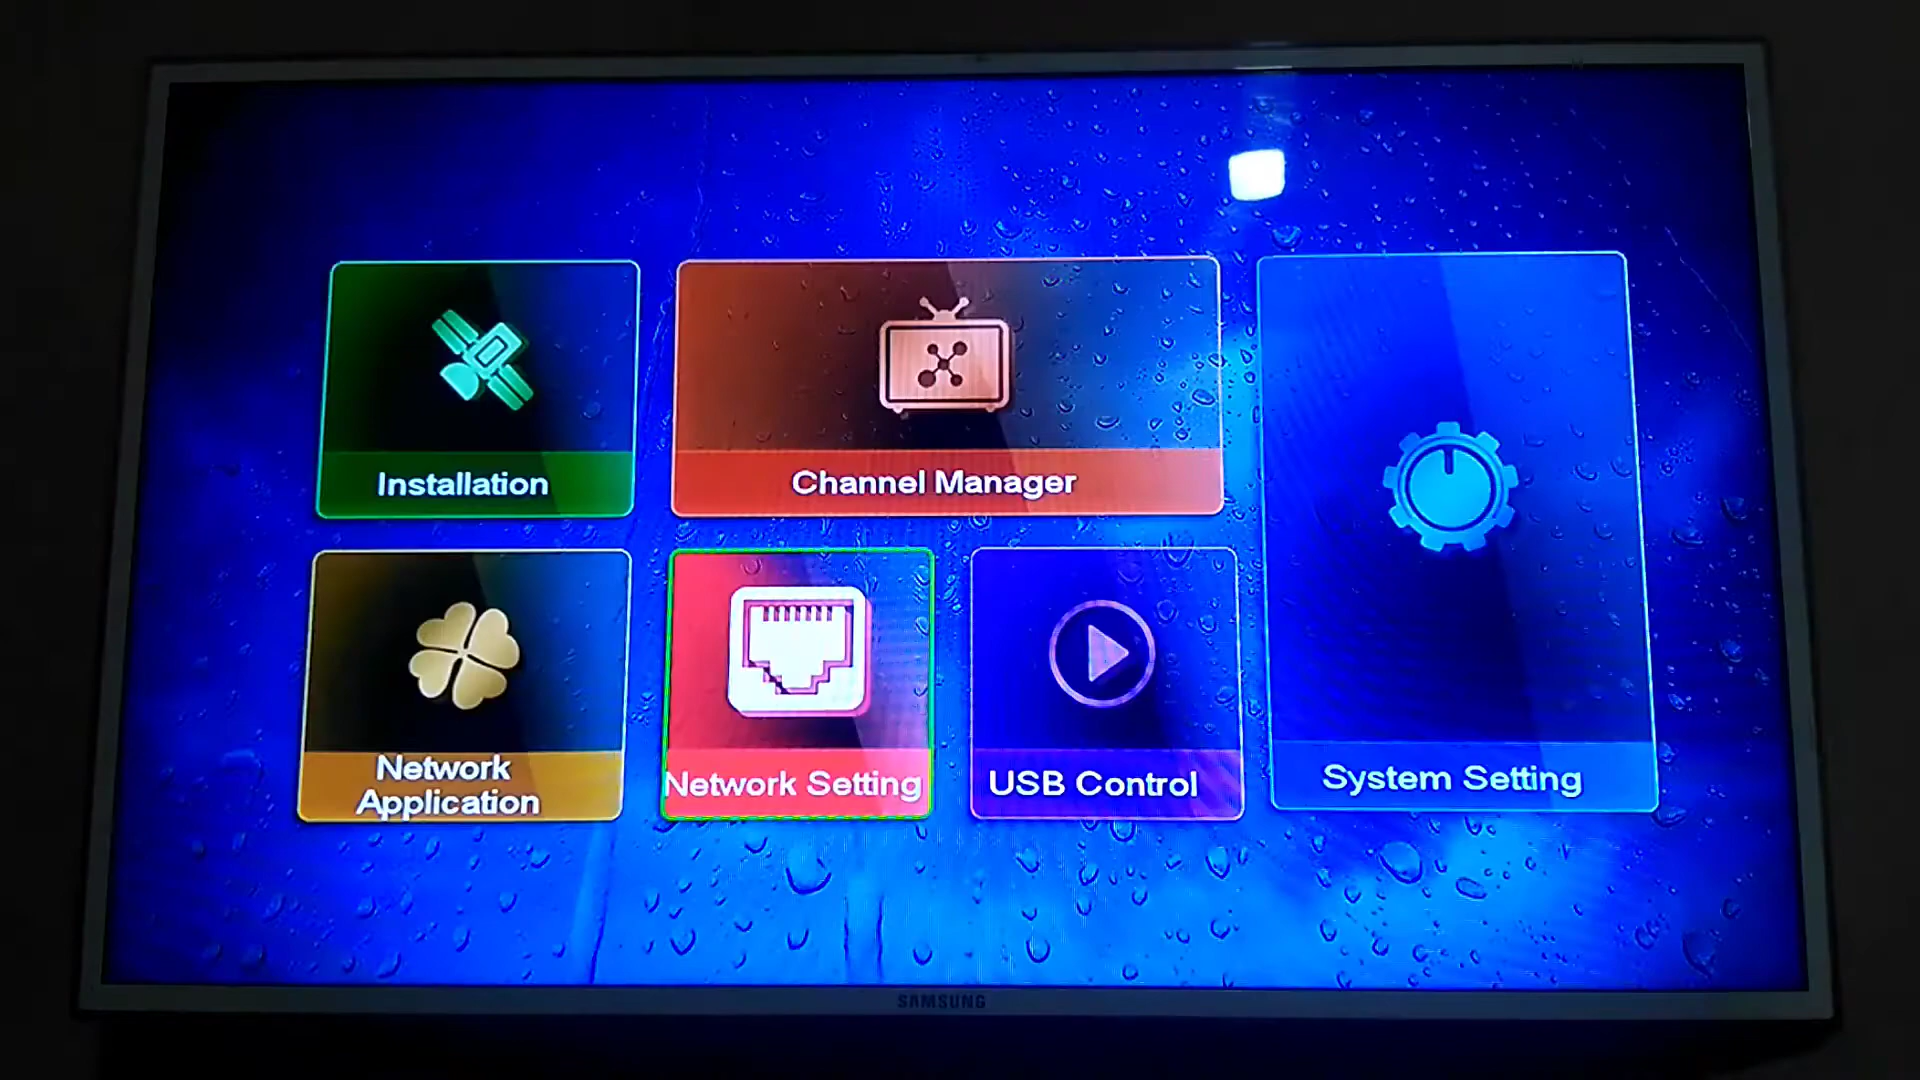 Installation
Channel Manager
Network
Application
Network Setting
USB Control
System Setting
SAMSUNG